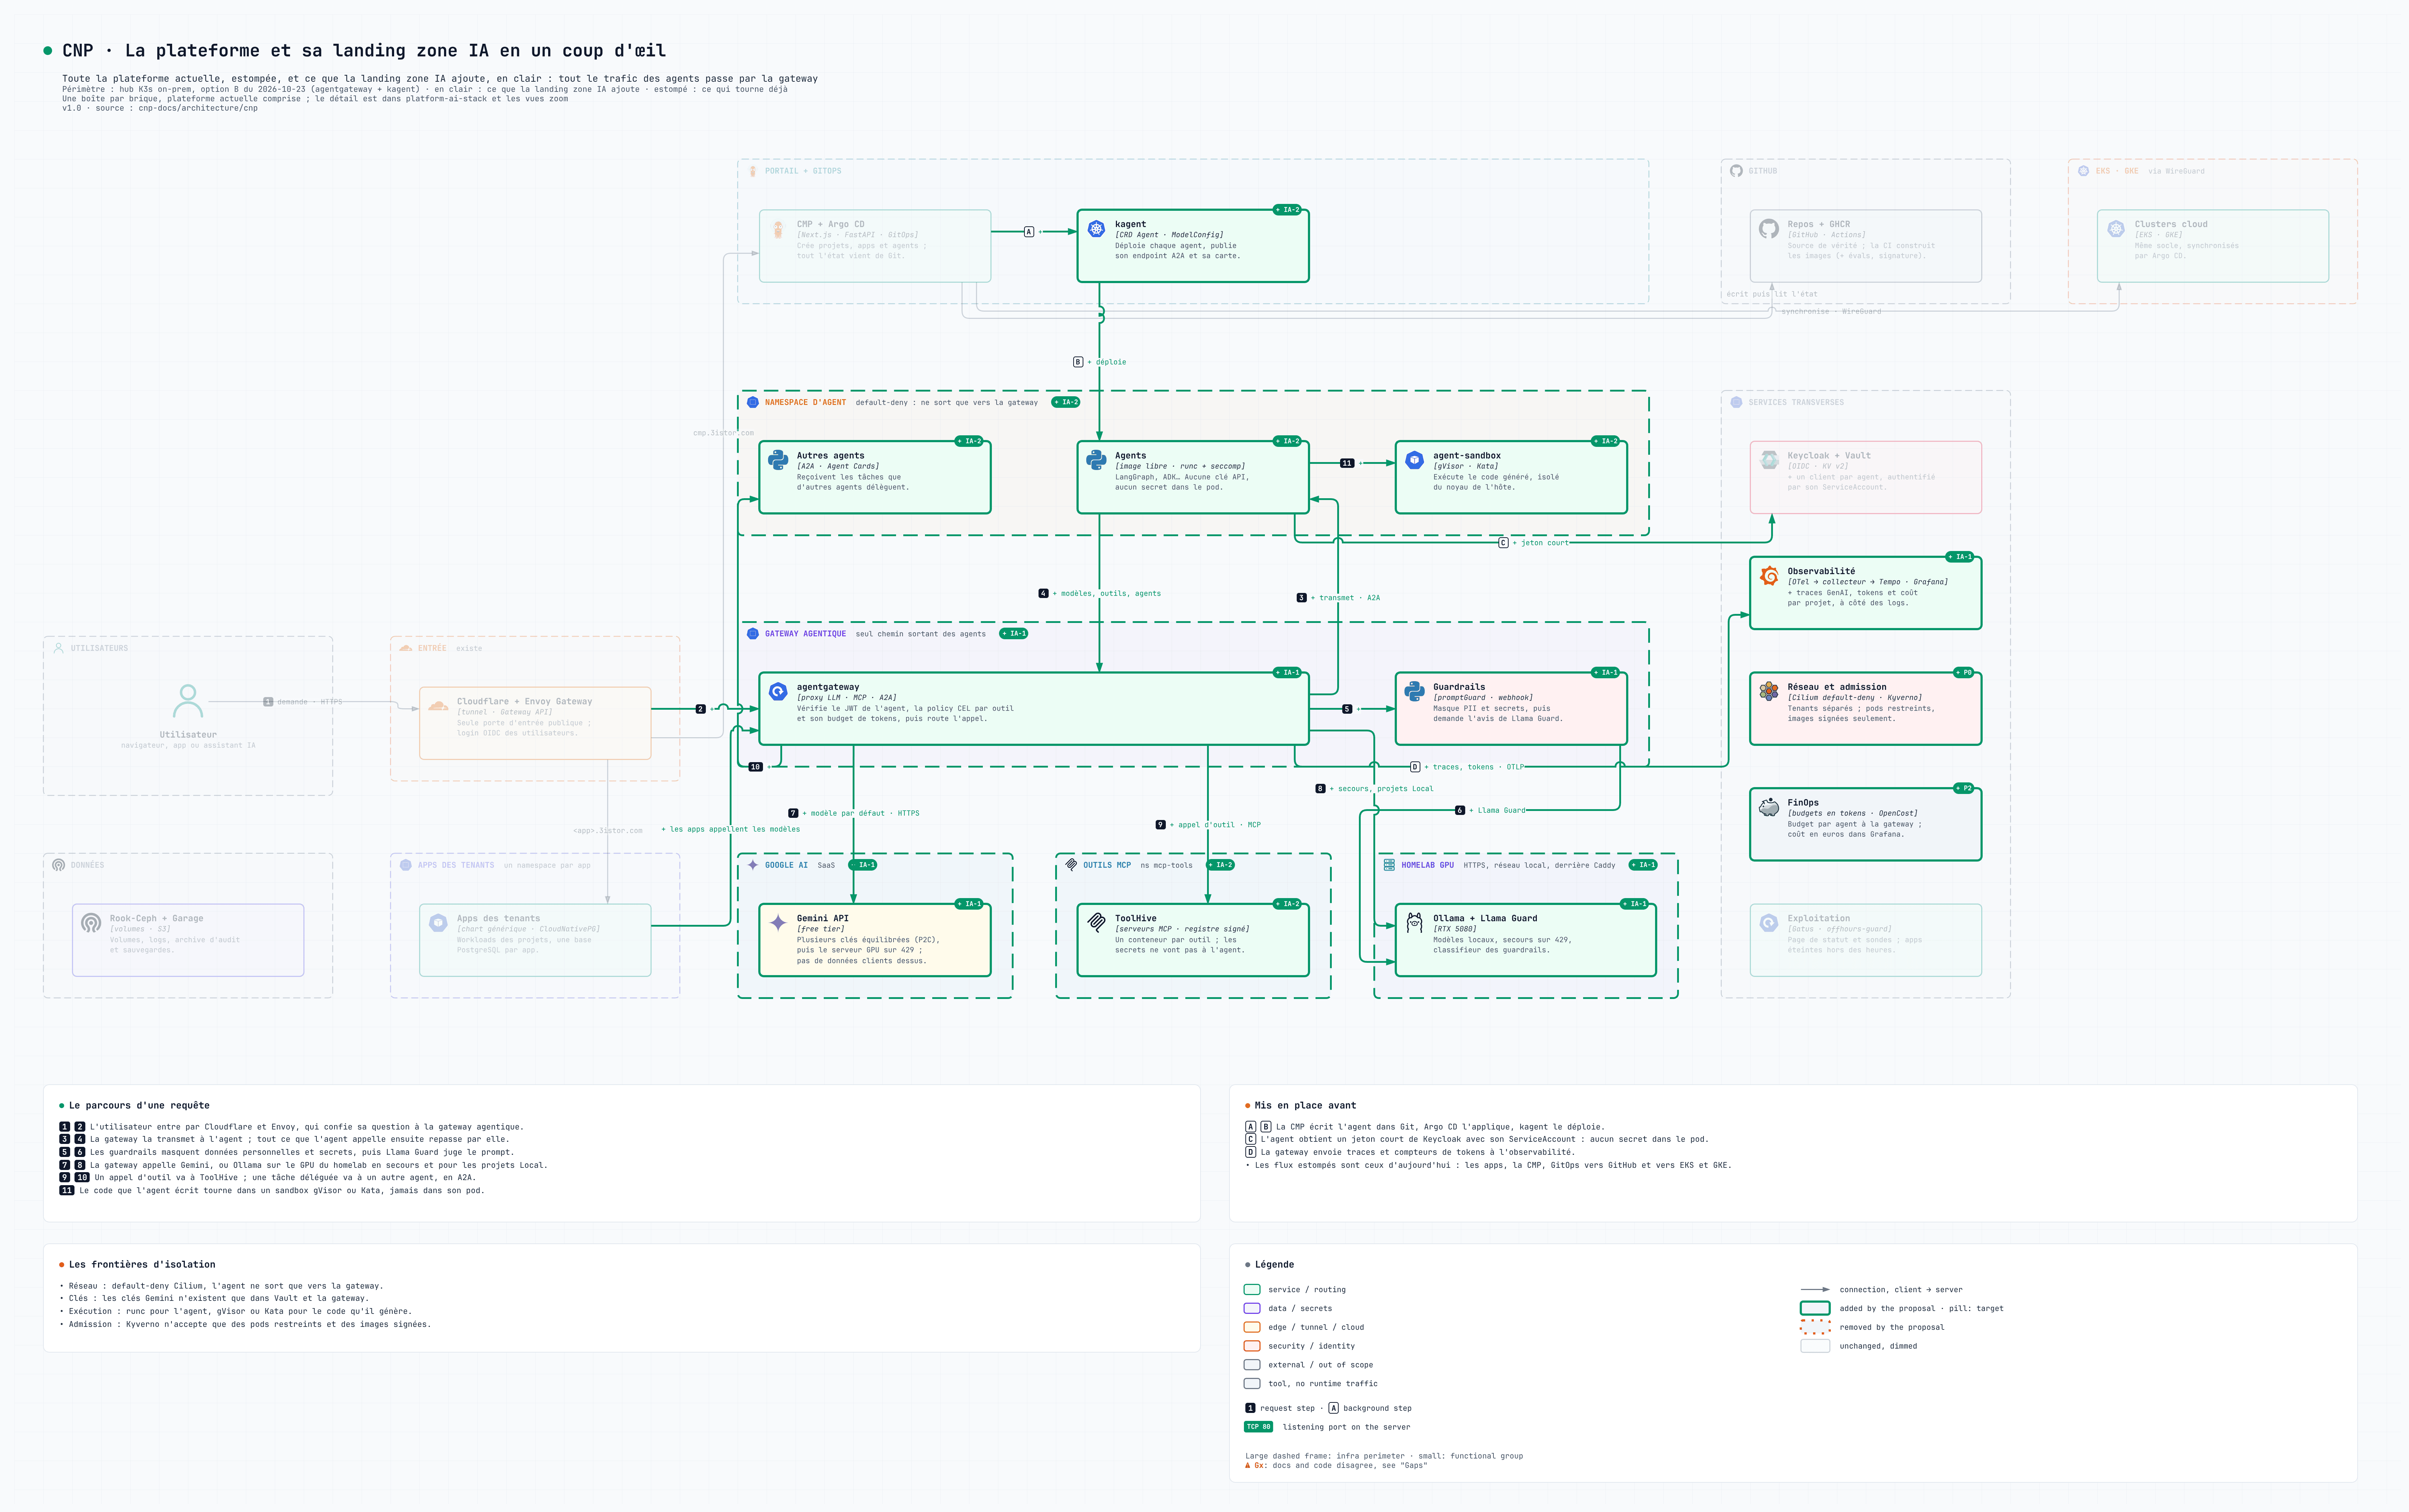 CNP · La plateforme et sa landing zone IA en un coup d'œil
Toute la plateforme actuelle, estompée, et ce que la landing zone IA ajoute, en clair : tout le trafic des agents passe par la gateway
Périmètre : hub K3s on-prem, option B du 2026-10-23 (agentgateway + kagent) · en clair : ce que la landing zone IA ajoute · estompé : ce qui tourne déjà
Une boîte par brique, plateforme actuelle comprise ; le détail est dans platform-ai-stack et les vues zoom
v1.0 · source : cnp-docs/architecture/cnp
PORTAIL + GITOPS
CMP + Argo CD
[Next.js · FastAPI · GitOps]
Crée projets, apps et agents ;
tout l'état vient de Git.
A +
+ IA-2
kagent
[CRD Agent · ModelConfig]
Déploie chaque agent, publie
son endpoint A2A et sa carte.
GITHUB
Repos + GHCR
[GitHub · Actions]
Source de vérité ; la CI construit
les images (+ évals, signature).
écrit puis lit l'état
EKS · GKE via WireGuard
Clusters cloud
[EKS · GKE]
Même socle, synchronisés
par Argo CD.
synchronise · WireGuard
B + déploie
NAMESPACE D'AGENT default-deny : ne sort que vers la gateway + IA-2
cmp.3istor.com
+ IA-2
Autres agents
[A2A · Agent Cards]
Reçoivent les tâches que
d'autres agents délèguent.
+ IA-2
Agents
[image libre · runc + seccomp]
LangGraph, ADK… Aucune clé API,
aucun secret dans le pod.
11 +
+ IA-2
agent-sandbox
[gVisor · Kata]
Exécute le code généré, isolé
du noyau de l'hôte.
C + jeton court
SERVICES TRANSVERSES
Keycloak + Vault
[OIDC · KV v2]
+ un client par agent, authentifié
par son ServiceAccount.
+ IA-1
Observabilité
[OTel → collecteur → Tempo · Grafana]
+ traces GenAI, tokens et coût
par projet, à côté des logs.
+ P0
Réseau et admission
[Cilium default-deny · Kyverno]
Tenants séparés ; pods restreints,
images signées seulement.
+ P2
FinOps
[budgets en tokens · OpenCost]
Budget par agent à la gateway ;
coût en euros dans Grafana.
Exploitation
[Gatus · offhours-guard]
Page de statut et sondes ; apps
éteintes hors des heures.
4 + modèles, outils, agents
3 + transmet · A2A
GATEWAY AGENTIQUE seul chemin sortant des agents + IA-1
+ IA-1
agentgateway
[proxy LLM · MCP · A2A]
Vérifie le JWT de l'agent, la policy CEL par outil
et son budget de tokens, puis route l'appel.
5 +
+ IA-1
Guardrails
[promptGuard · webhook]
Masque PII et secrets, puis
demande l'avis de Llama Guard.
UTILISATEURS
Utilisateur
navigateur, app ou assistant IA
1 demande · HTTPS
ENTRÉE existe
Cloudflare + Envoy Gateway
[tunnel · Gateway API]
Seule porte d'entrée publique ;
login OIDC des utilisateurs.
2 +
10 +
D + traces, tokens · OTLP
8 + secours, projets Local
7 + modèle par défaut · HTTPS
6 + Llama Guard
9 + appel d'outil · MCP
<app>.3istor.com
+ les apps appellent les modèles
DONNÉES
Rook-Ceph + Garage
[volumes · S3]
Volumes, logs, archive d'audit
et sauvegardes.
APPS DES TENANTS un namespace par app
Apps des tenants
[chart générique · CloudNativePG]
Workloads des projets, une base
PostgreSQL par app.
GOOGLE AI SaaS IA-1
+ IA-1
Gemini API
[free tier]
Plusieurs clés équilibrées (P2C),
puis le serveur GPU sur 429 ;
pas de données clients dessus.
OUTILS MCP ns mcp-tools + IA-2
+ IA-2
ToolHive
[serveurs MCP · registre signé]
Un conteneur par outil ; les
secrets ne vont pas à l'agent.
HOMELAB GPU HTTPS, réseau local, derrière Caddy + IA-1
+ IA-1
Ollama + Llama Guard
[RTX 5080]
Modèles locaux, secours sur 429,
classifieur des guardrails.
Le parcours d'une requête
1 2 L'utilisateur entre par Cloudflare et Envoy, qui confie sa question à la gateway agentique.
3 4 La gateway la transmet à l'agent ; tout ce que l'agent appelle ensuite repasse par elle.
5 6 Les guardrails masquent données personnelles et secrets, puis Llama Guard juge le prompt.
7 8 La gateway appelle Gemini, ou Ollama sur le GPU du homelab en secours et pour les projets Local.
9 10 Un appel d'outil va à ToolHive ; une tâche déléguée va à un autre agent, en A2A.
11 Le code que l'agent écrit tourne dans un sandbox gVisor ou Kata, jamais dans son pod.
Mis en place avant
A B La CMP écrit l'agent dans Git, Argo CD l'applique, kagent le déploie.
C L'agent obtient un jeton court de Keycloak avec son ServiceAccount : aucun secret dans le pod.
D La gateway envoie traces et compteurs de tokens à l'observabilité.
• Les flux estompés sont ceux d'aujourd'hui : les apps, la CMP, GitOps vers GitHub et vers EKS et GKE.
Les frontières d'isolation
• Réseau : default-deny Cilium, l'agent ne sort que vers la gateway.
• Clés : les clés Gemini n'existent que dans Vault et la gateway.
• Exécution : runc pour l'agent, gVisor ou Kata pour le code qu'il génère.
• Admission : Kyverno n'accepte que des pods restreints et des images signées.
Légende
service / routing
data / secrets
edge / tunnel / cloud
security / identity
external / out of scope
tool, no runtime traffic
1 request step · A background step
TCP 80 listening port on the server
connection, client → server
added by the proposal · pill: target
removed by the proposal
unchanged, dimmed
Large dashed frame: infra perimeter · small: functional group
▲ Gx: docs and code disagree, see "Gaps"